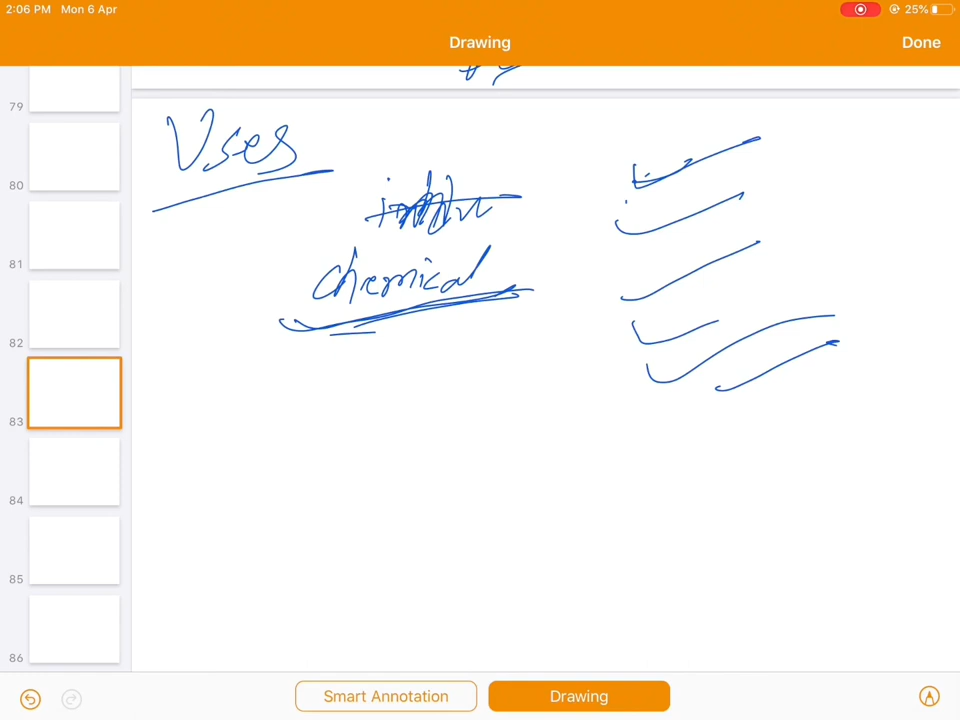 2:06 PM Mon 6 Apr
25%
Drawing
Done
79
80
81
82
83
84
85
86
Uses
chemical
Smart Annotation
Drawing